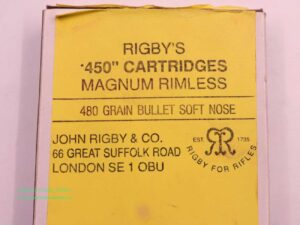 RIGBY'S
"450" CARTRIDGES
MAGNUM RIMLESS
480 GRAIN BULLET SOFT NOSE
JOHN RIGBY & CO.
66 GREAT SUFFOLK ROAD
LONDON SE 1 OBU
EST. 1735
RIGBY FOR RIFLES